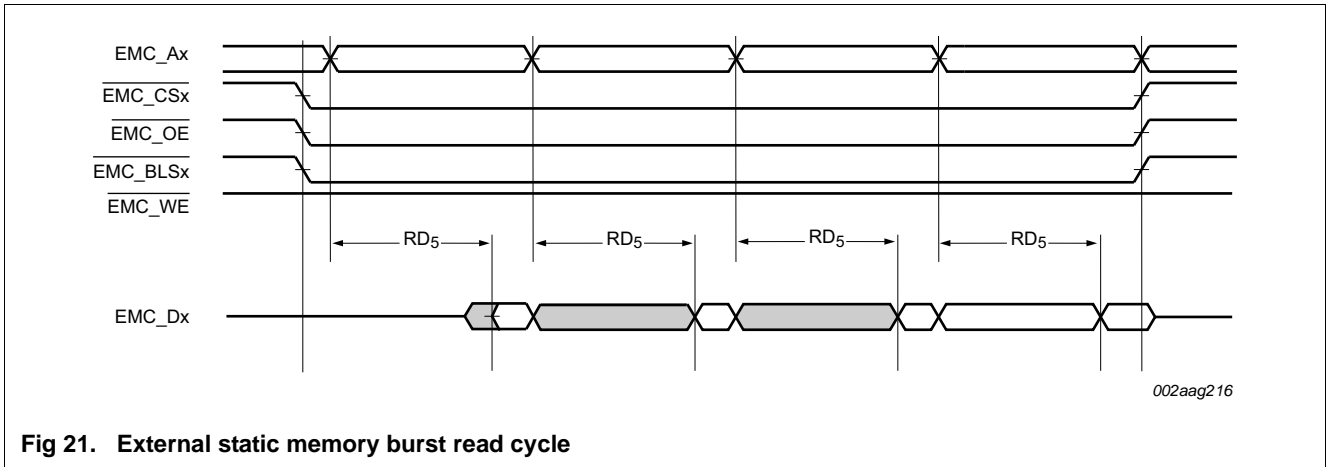 EMC_Ax
EMC_CSx
EMC_OE
EMC_BLSx
EMC_WE
RD5 RD5 RD5 RD5
EMC_Dx
002aag216
Fig 21. External static memory burst read cycle